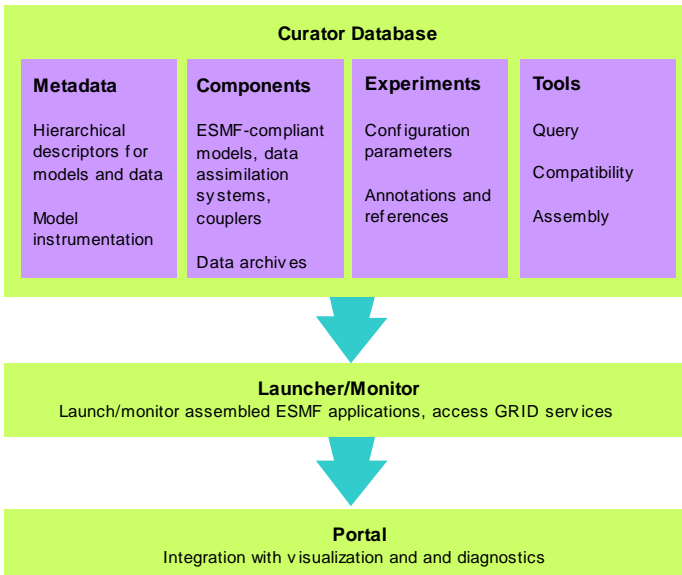 Curator Database
Metadata
Hierarchical
descriptors for
models and data
Model
instrumentation
Components
ESMF-compliant
models, data
assimilation
systems,
couplers
Data archives
Experiments
Configuration
parameters
Annotations and
references
Tools
Query
Compatibility
Assembly
Launcher/Monitor
Launch/monitor assembled ESMF applications, access GRID services
Portal
Integration with visualization and and diagnostics